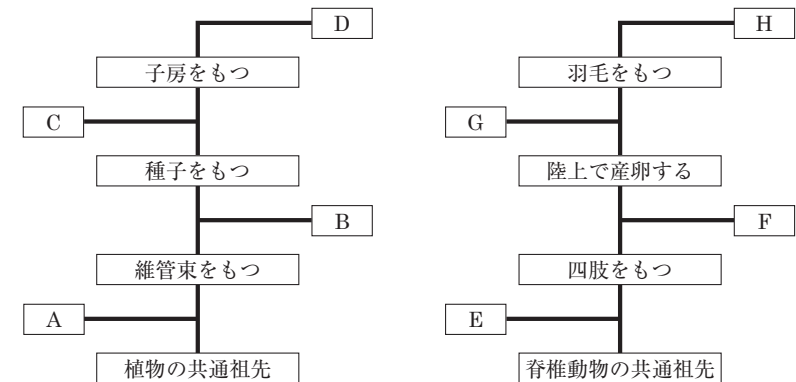 D
子房をもつ
C
種子をもつ
B
維管束をもつ
A
植物の共通祖先
H
羽毛をもつ
G
陸上で産卵する
F
四肢をもつ
E
脊椎動物の共通祖先